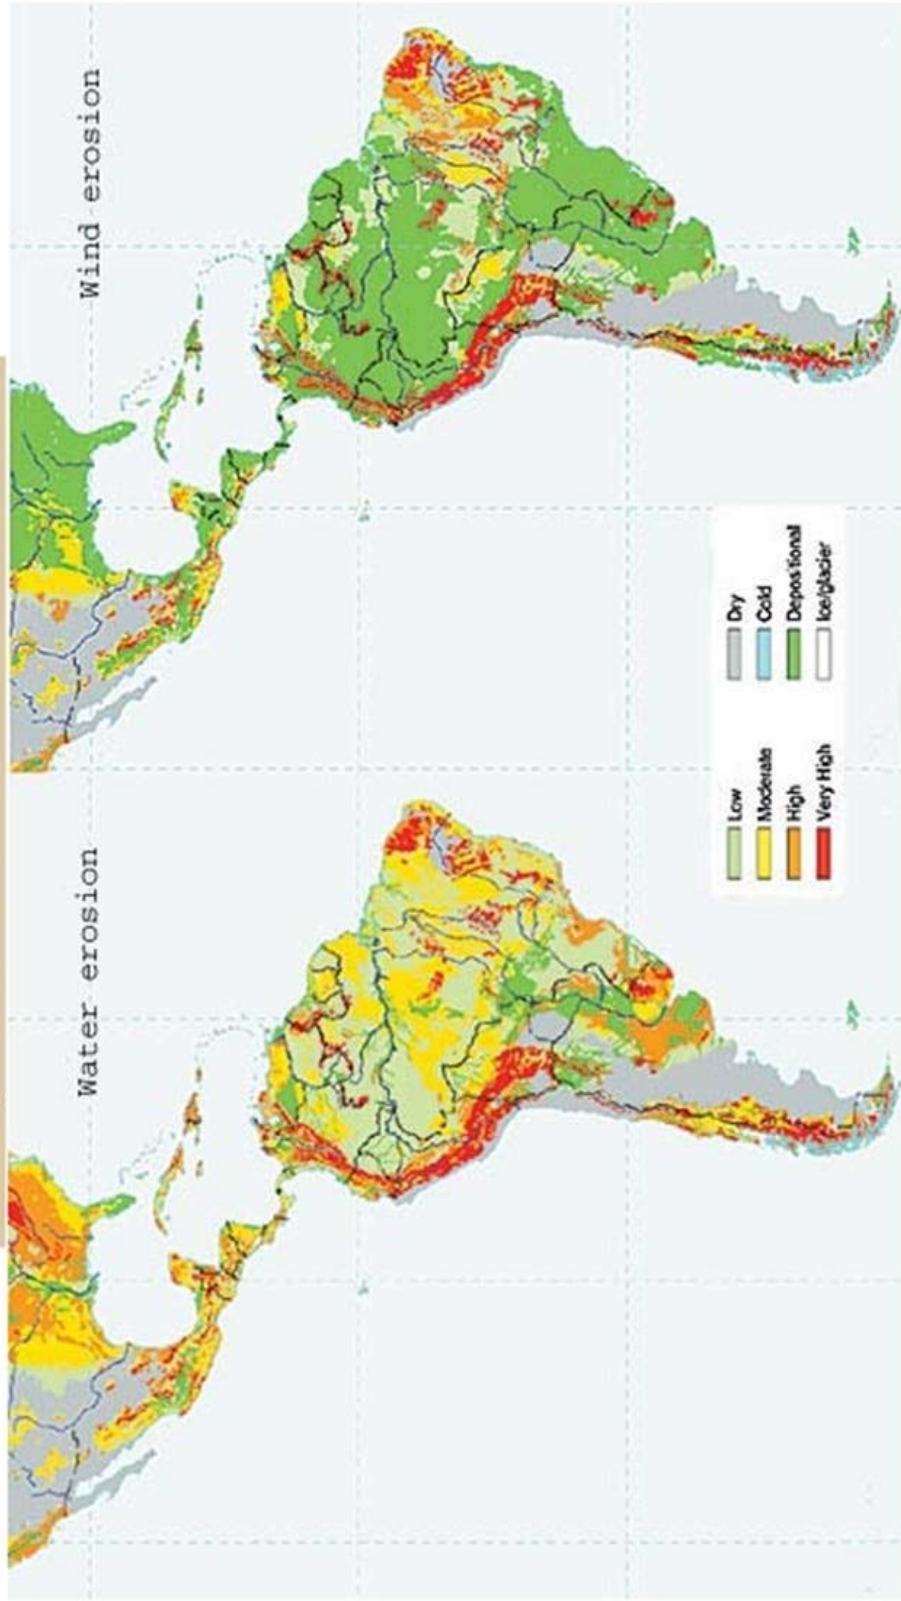 Water erosion
Wind erosion
Low
Moderate
High
Very High
Dry
Cold
Depositional
Ice/glacier